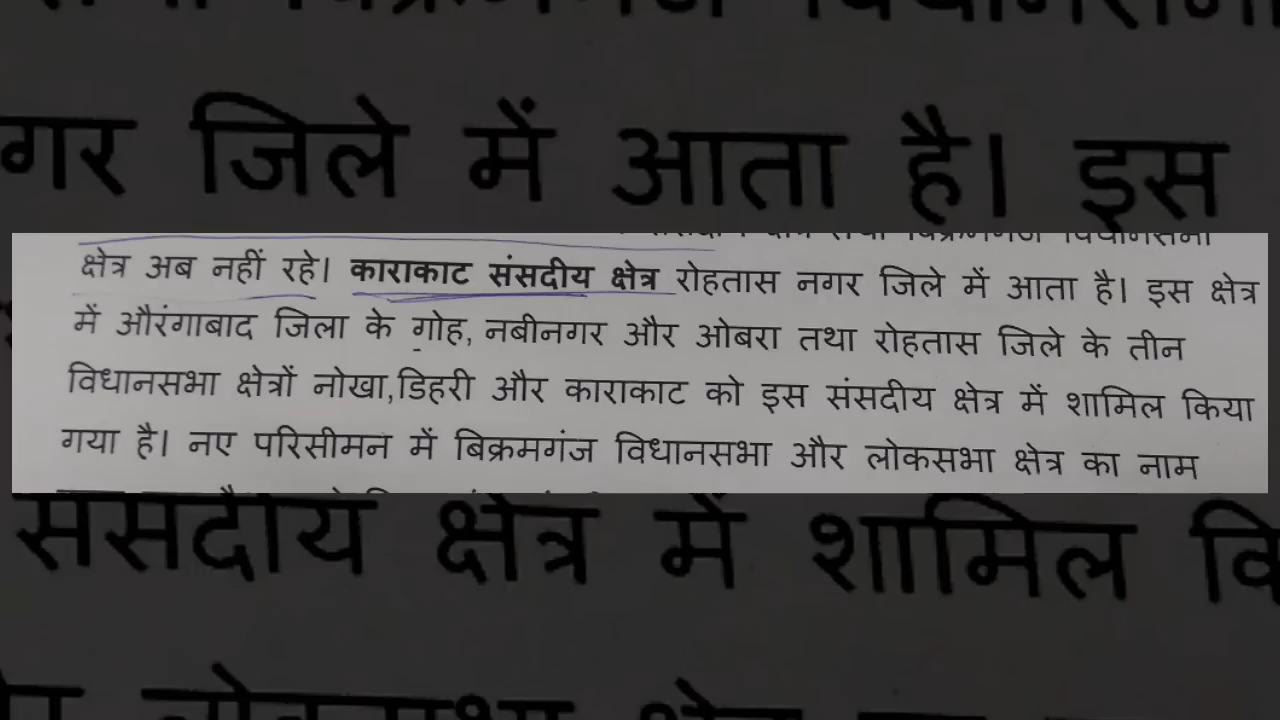 गर जिले में आता है। इस
क्षेत्र अब नहीं रहे। काराकाट संसदीय क्षेत्र रोहतास नगर जिले में आता है। इस क्षेत्र
में औरंगाबाद जिला के गोह, नबीनगर और ओबरा तथा रोहतास जिले के तीन
विधानसभा क्षेत्रों नोखा,डिहरी और काराकाट को इस संसदीय क्षेत्र में शामिल किया
गया है। नए परिसीमन में बिक्रमगंज विधानसभा और लोकसभा क्षेत्र का नाम
संसदीय क्षेत्र में शामिल